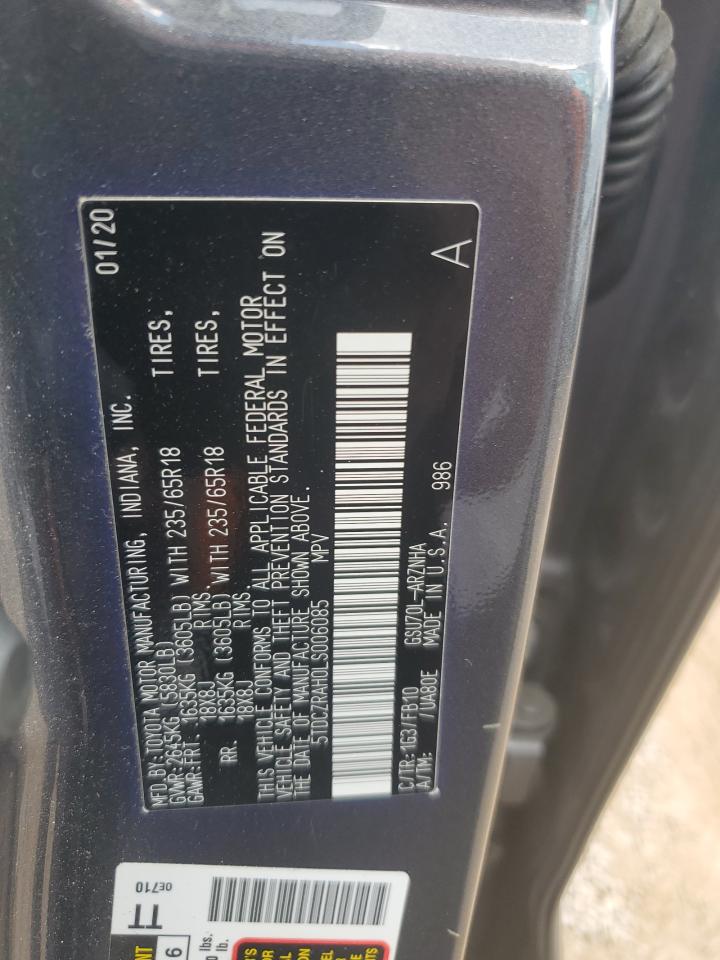 MFD.BY:TOYOTA MOTOR MANUFACTURING, INDIANA, INC. 01/20
GVWR:2645KG (5830LB)
GAWR:FRT. 1635KG (3605LB) WITH 235/65R18 TIRES,
18X8J RIMS.
RR. 1635KG (3605LB) WITH 235/65R18 TIRES,
18X8J RIMS.
THIS VEHICLE CONFORMS TO ALL APPLICABLE FEDERAL MOTOR
VEHICLE SAFETY AND THEFT PREVENTION STANDARDS IN EFFECT ON
THE DATE OF MANUFACTURE SHOWN ABOVE.
5TDCZRAH0LS006085 MPV
C/TR:1G3/FB10 GSU70L-ARZNHA
A/TM: /UA80E MADE IN U.S.A. 986 A
0E710
6
lbs.
lb.